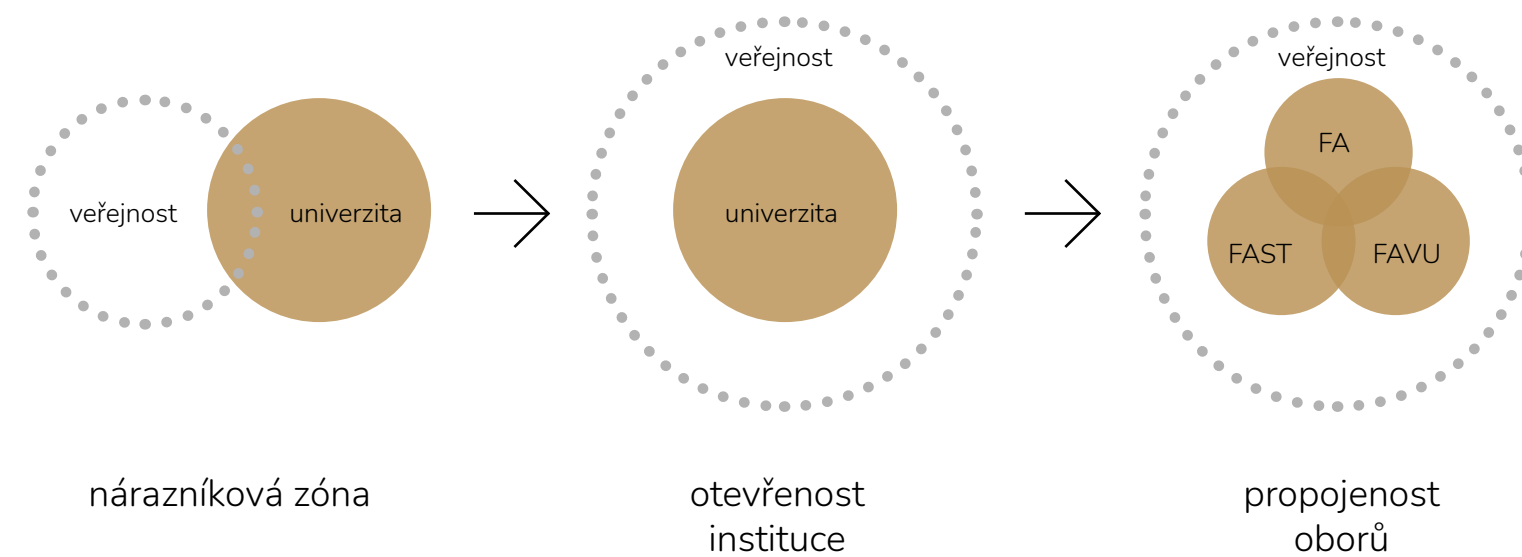 veřejnost
univerzita
nárazníková zóna
veřejnost
univerzita
otevřenost
instituce
veřejnost
FA
FAST
FAVU
propojenost
oborů